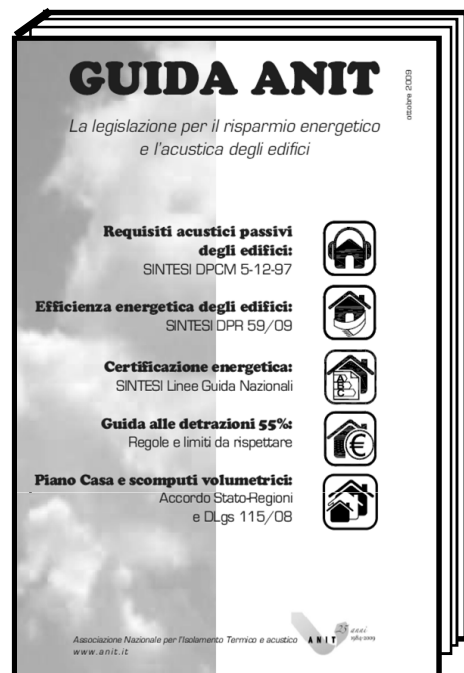 GUIDA ANIT
ottobre 2009
La legislazione per il risparmio energetico
e l'acustica degli edifici
Requisiti acustici passivi
degli edifici:
SINTESI DPCM 5-12-97
Efficienza energetica degli edifici:
SINTESI DPR 59/09
Certificazione energetica:
SINTESI Linee Guida Nazionali
A
B
C
Guida alle detrazioni 55%:
Regole e limiti da rispettare
€
Piano Casa e scomputi volumetrici:
Accordo Stato-Regioni
e DLgs 115/08
Associazione Nazionale per l'Isolamento Termico e acustico
www.anit.it
ANIT
25 anni
1984-2009